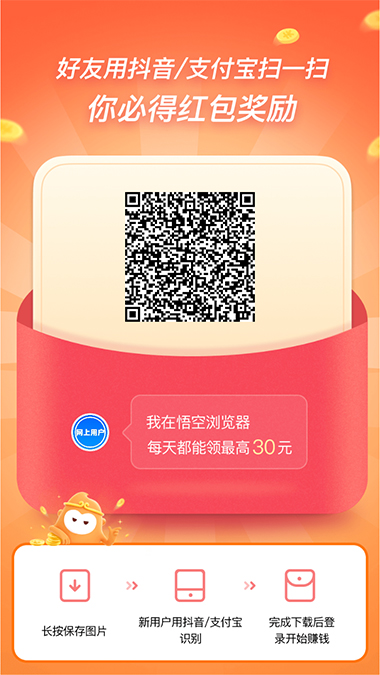 好友用抖音/支付宝扫一扫
你必得红包奖励
网上用户
我在悟空浏览器
每天都能领最高30元
长按保存图片
新用户用抖音/支付宝
识别
完成下载后登
录开始赚钱